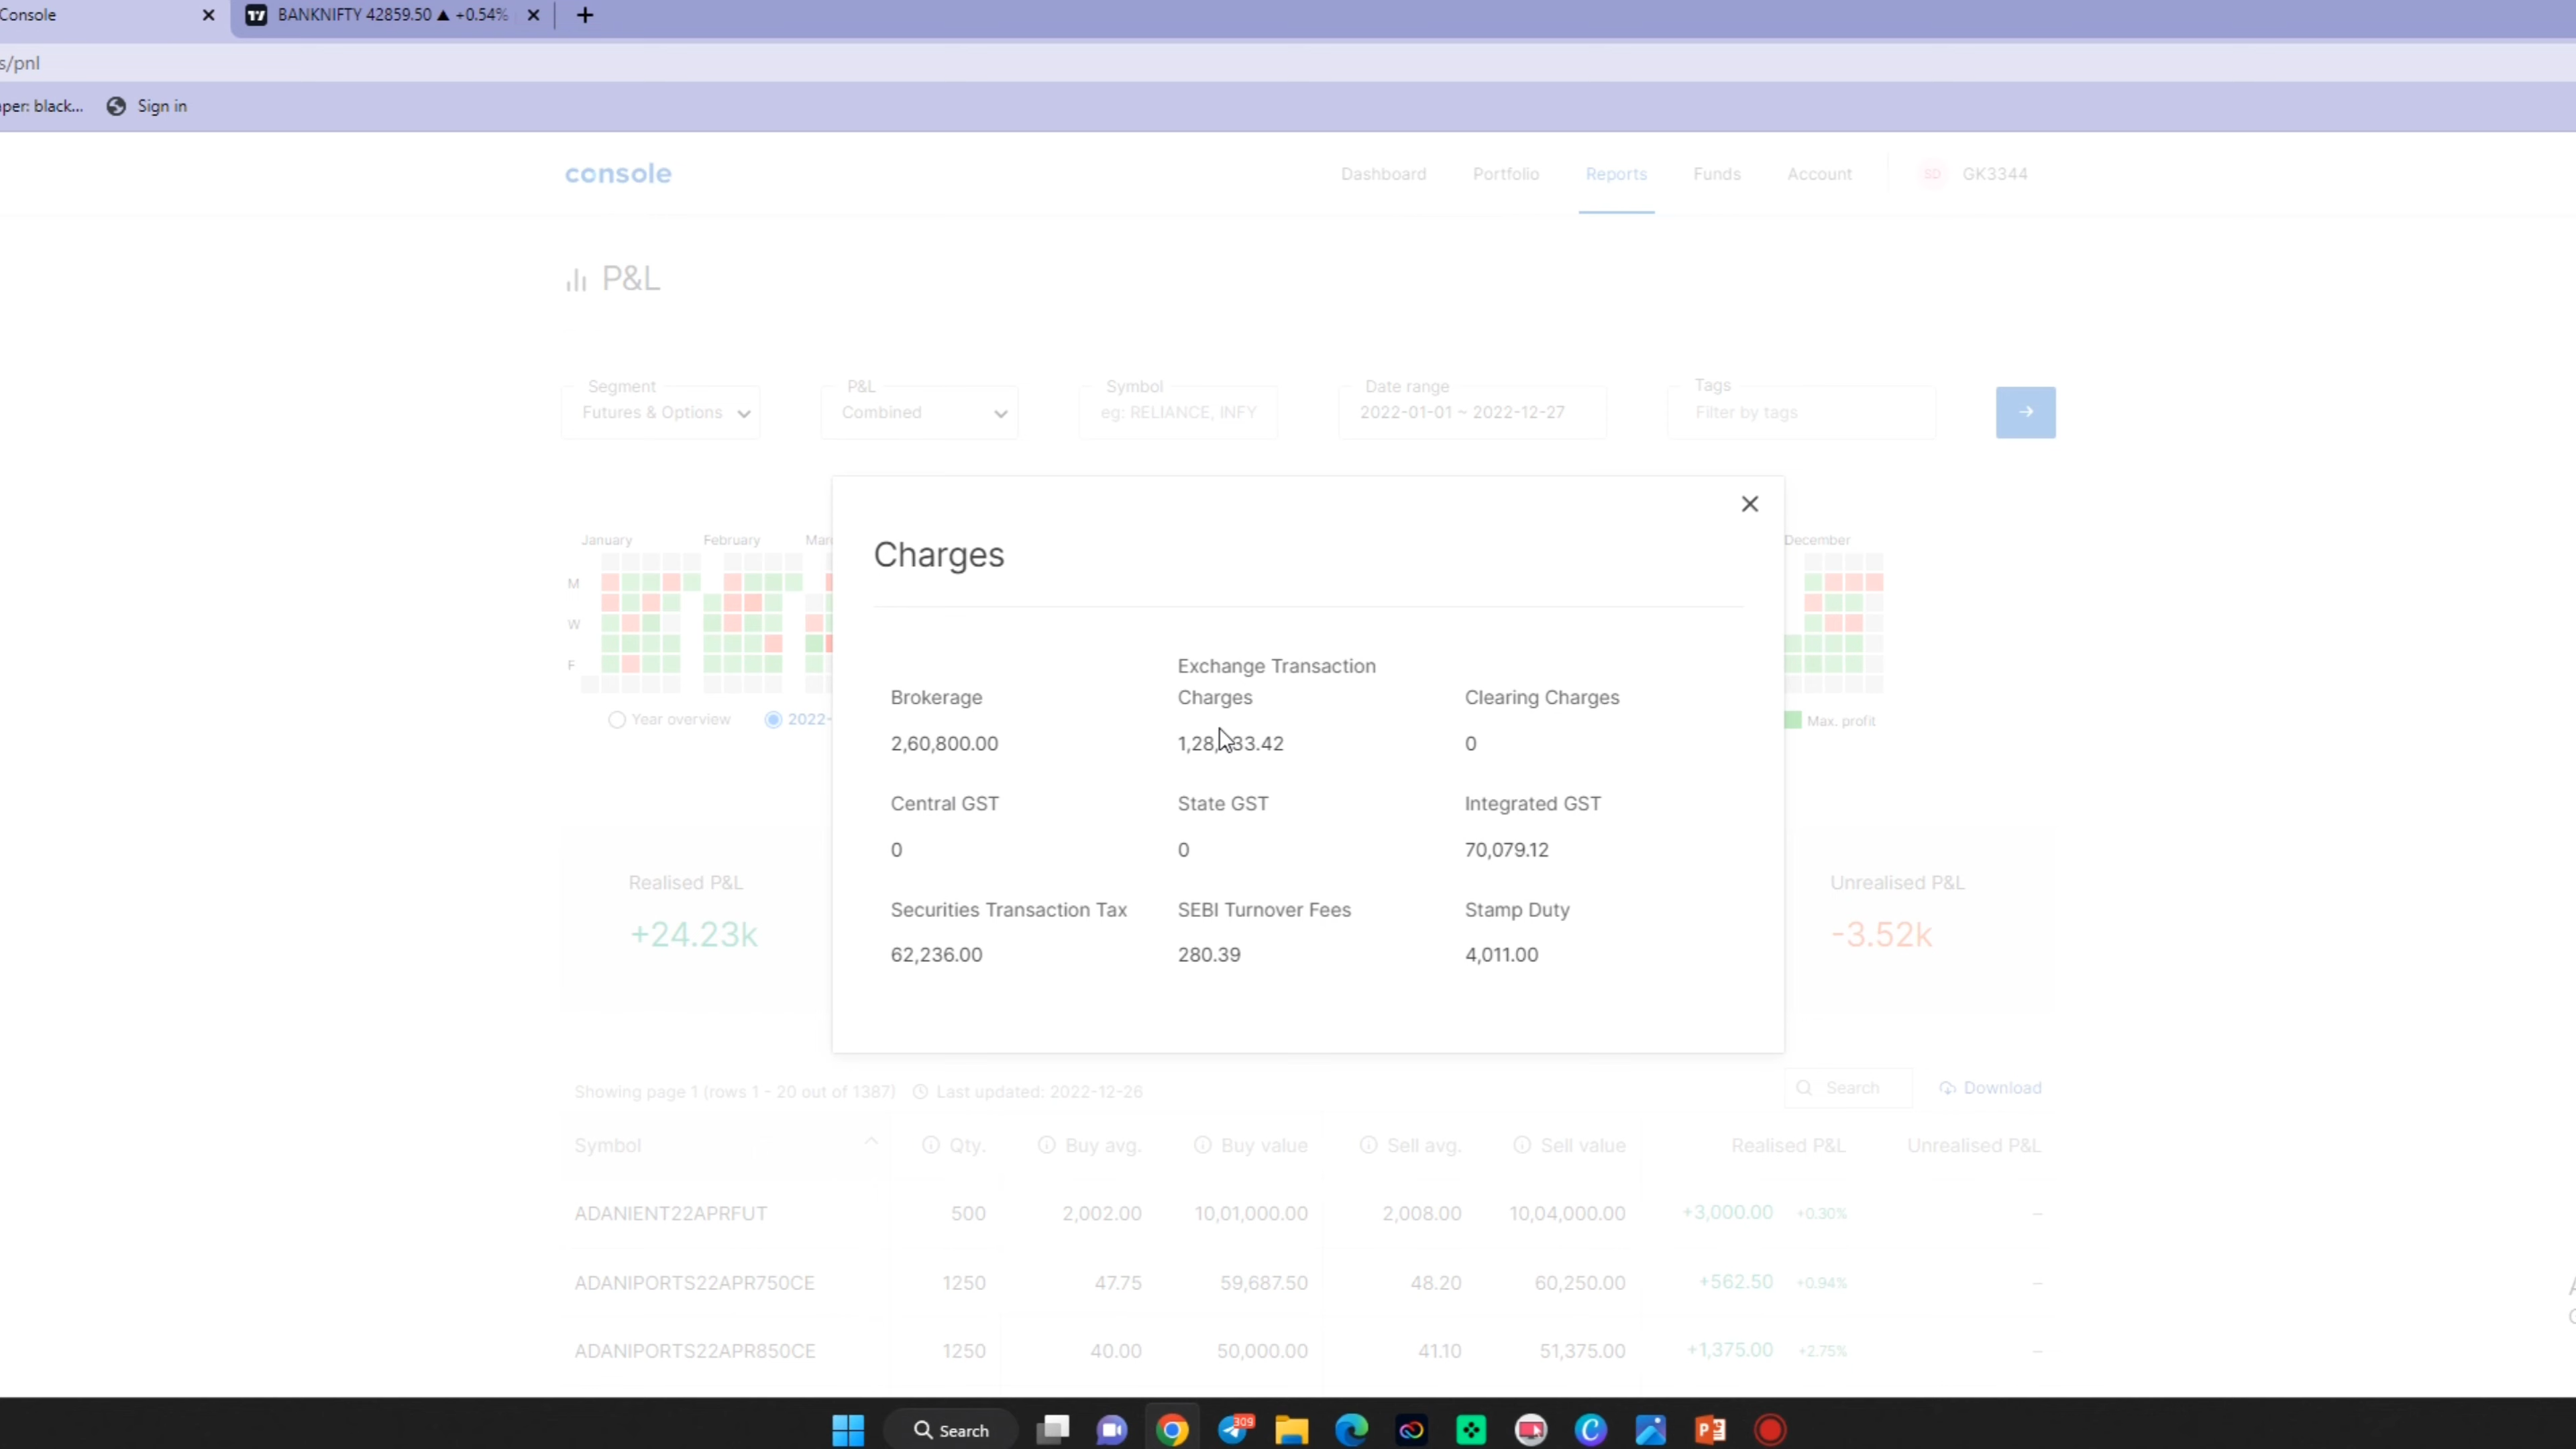 Console
BANKNIFTY 42859.50 ▲ +0.54%
s/pnl
per: black...
Sign in
console
Dashboard
Portfolio
Reports
Funds
Account
SD
GK3344
P&L
Segment
Futures & Options
P&L
Combined
Symbol
eg: RELIANCE, INFY
Date range
2022-01-01 ~ 2022-12-27
Tags
Filter by tags
January
February
December
M
W
F
Year overview
2022-
Max. profit
Charges
Brokerage
2,60,800.00
Exchange Transaction
Charges
Clearing Charges
0
Central GST
0
State GST
0
Integrated GST
70,079.12
Securities Transaction Tax
62,236.00
SEBI Turnover Fees
280.39
Stamp Duty
4,011.00
Realised P&L
+24.23k
Unrealised P&L
-3.52k
Showing page 1 (rows 1 - 20 out of 1387)
Last updated: 2022-12-26
Search
Download
Symbol Qty. Buy avg. Buy value Sell avg. Sell value Realised P&L Unrealised P&L
ADANIENT22APRFUT 500 2,002.00 10,01,000.00 2,008.00 10,04,000.00 +3,000.00 +0.30% –
ADANIPORTS22APR750CE 1250 47.75 59,687.50 48.20 60,250.00 +562.50 +0.94% –
ADANIPORTS22APR850CE 1250 40.00 50,000.00 41.10 51,375.00 +1,375.00 +2.75% –
Search
309